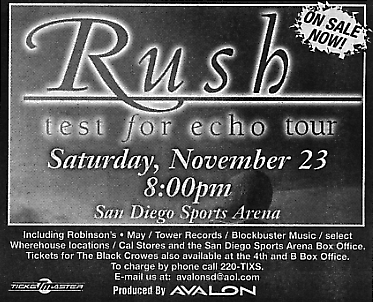 ON SALE
NOW!
Rush
test for echo tour
Saturday, November 23
8:00pm
San Diego Sports Arena
Including Robinson's • May / Tower Records / Blockbuster Music / select
Wherehouse locations / Cal Stores and the San Diego Sports Arena Box Office.
Tickets for The Black Crowes also available at the 4th and B Box Office.
To charge by phone call 220-TIXS.
E-mail us at: avalonsd@aol.com
TICKETMASTER
Produced By AVALON